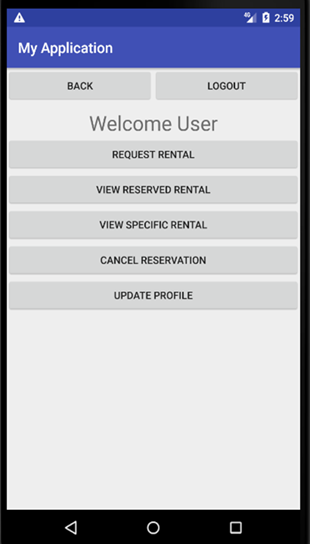 4G 2:59
My Application
BACK LOGOUT
Welcome User
REQUEST RENTAL
VIEW RESERVED RENTAL
VIEW SPECIFIC RENTAL
CANCEL RESERVATION
UPDATE PROFILE